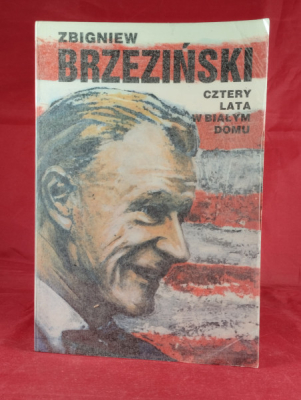 ZBIGNIEW
BRZEZIŃSKI
CZTERY
LATA
W BIAŁYM
DOMU